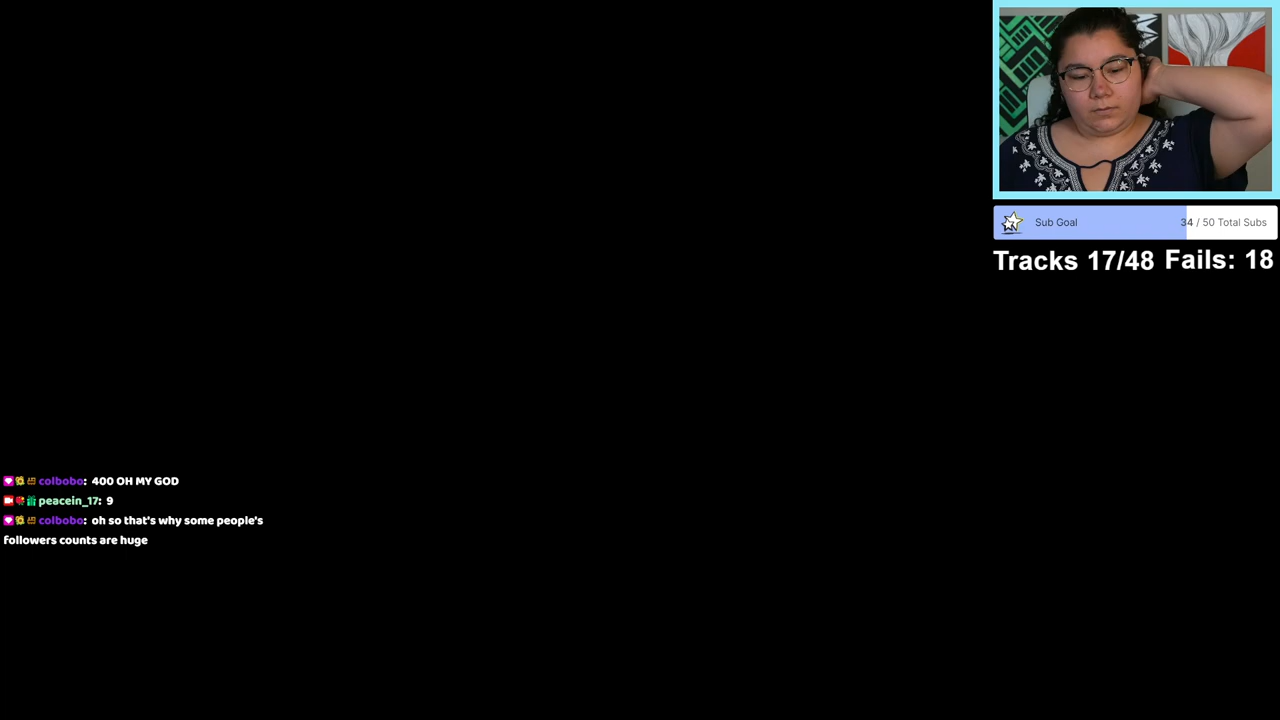 Sub Goal 34 / 50 Total Subs
Tracks 17/48 Fails: 18
colbobo: 400 OH MY GOD
peacein_17: 9
colbobo: oh so that's why some people's
followers counts are huge